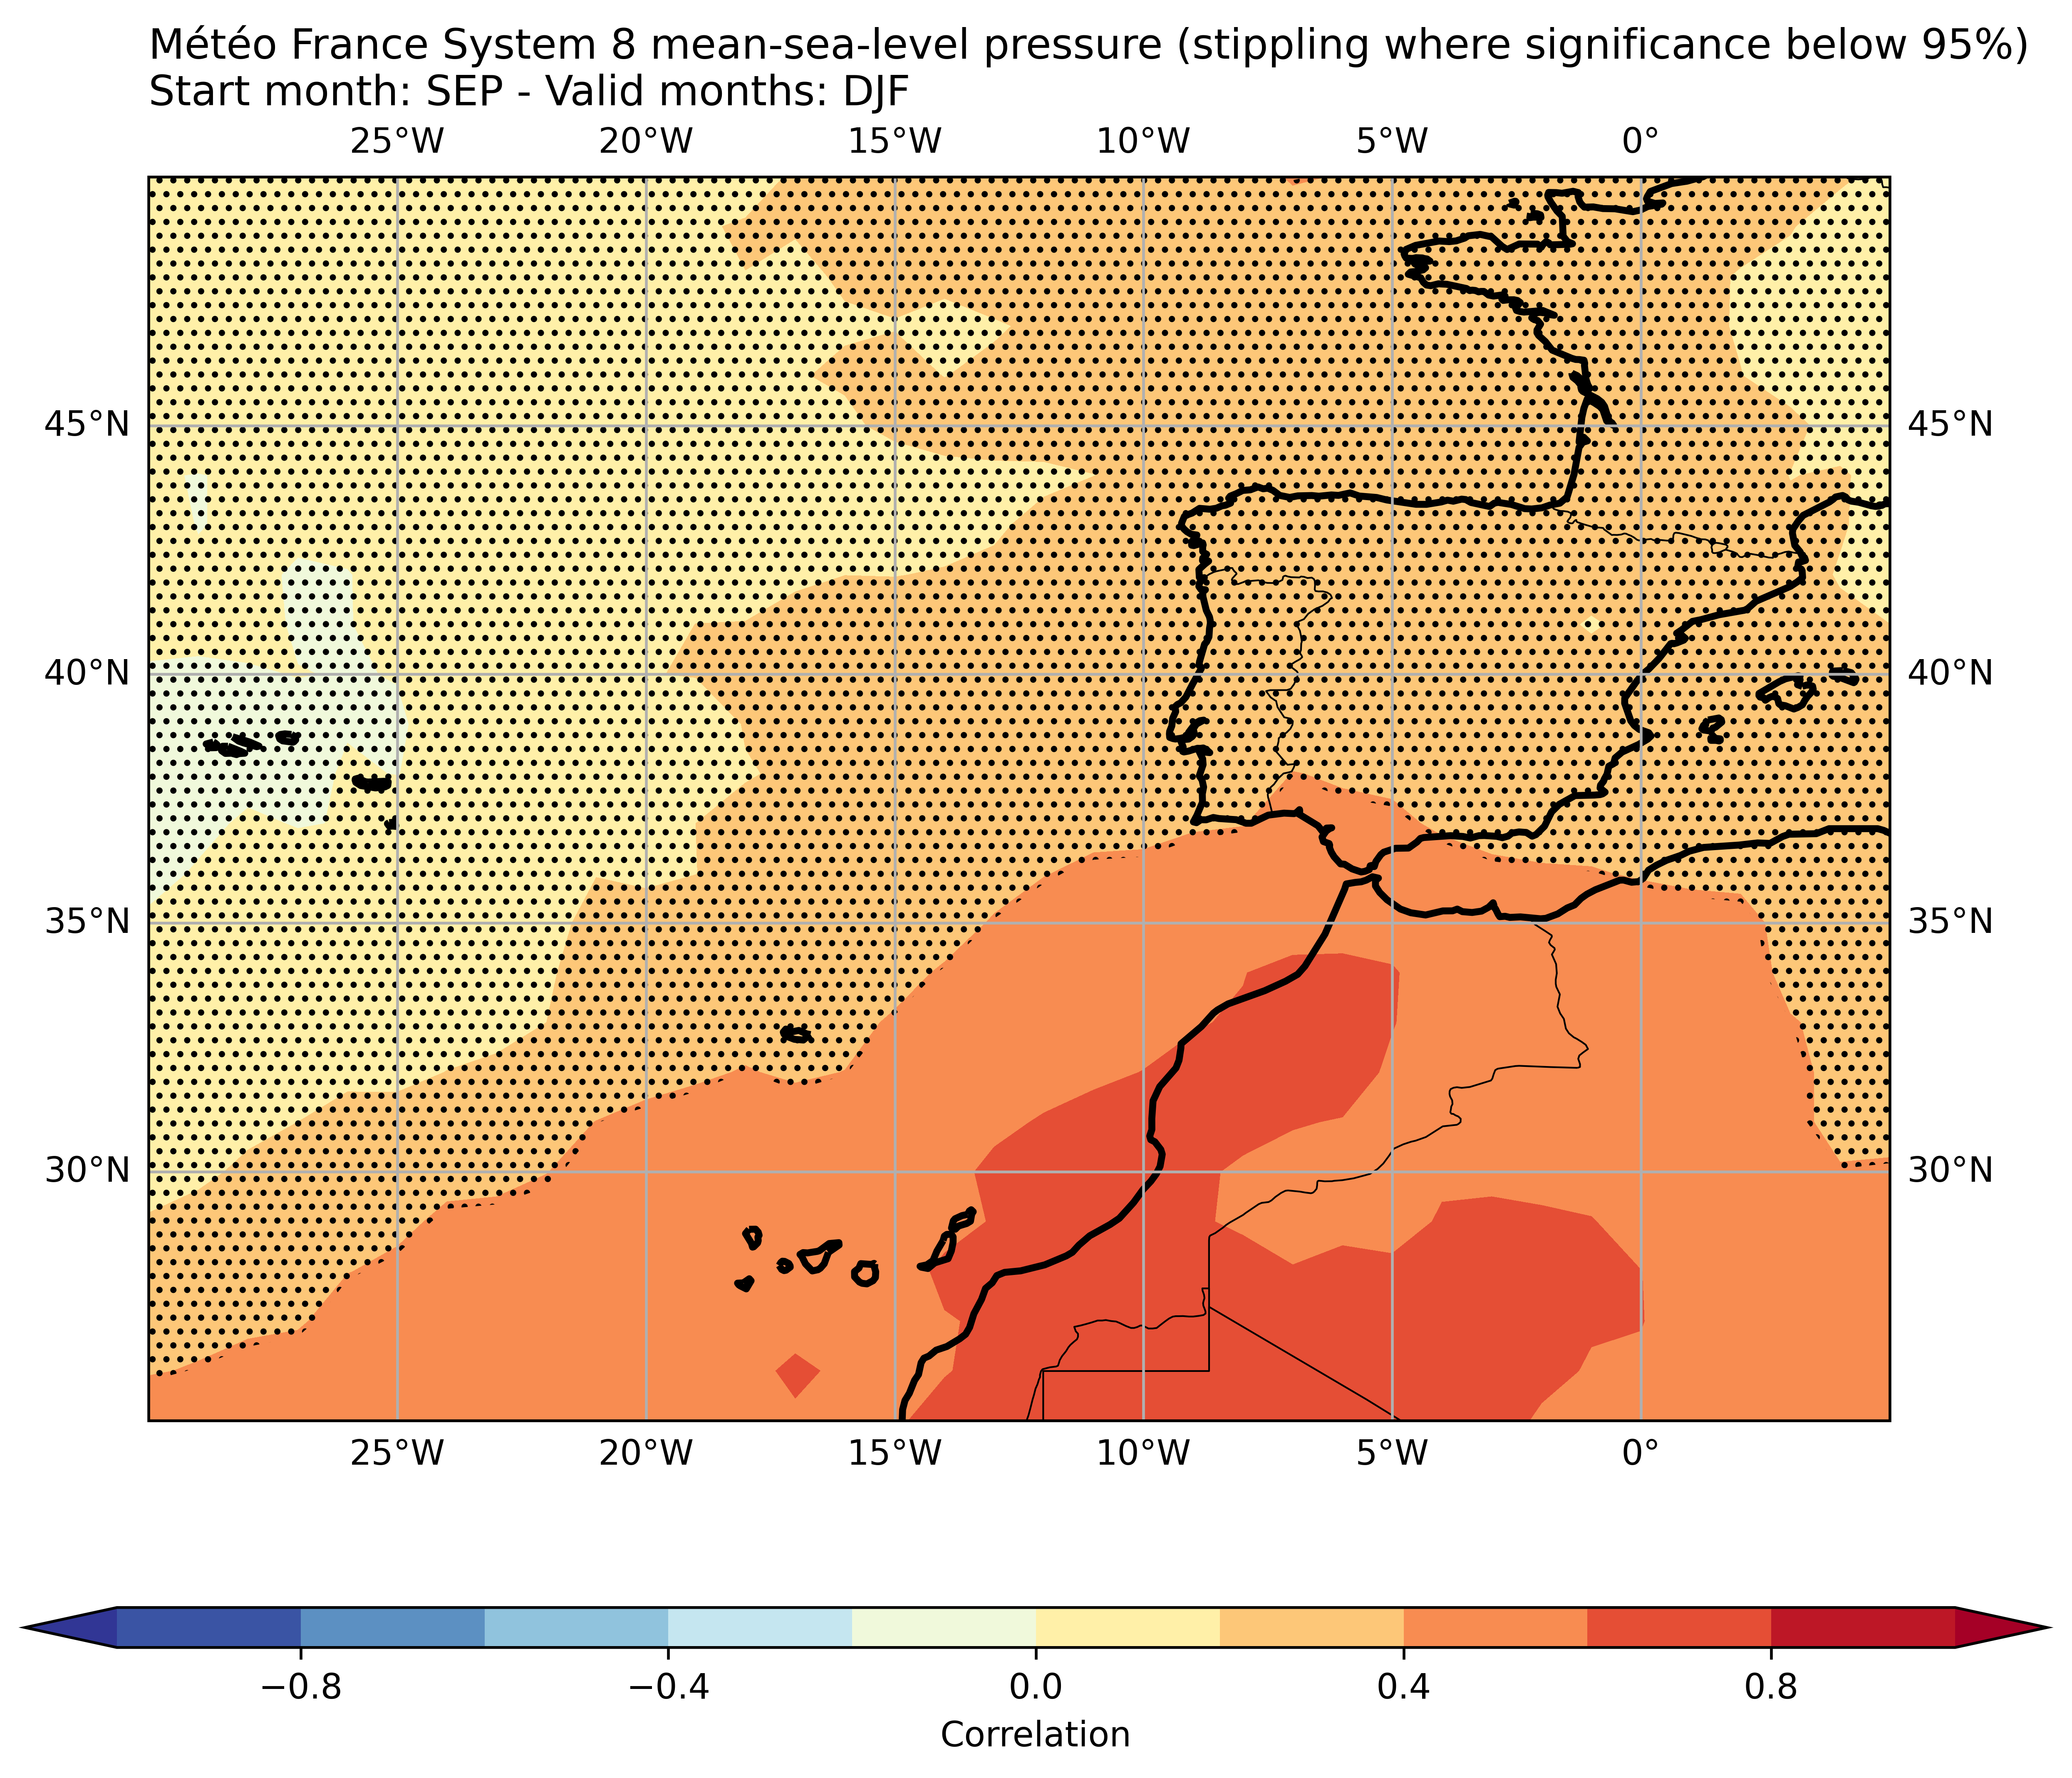 Météo France System 8 mean-sea-level pressure (stippling where significance below 95%)
Start month: SEP - Valid months: DJF
25°W 20°W 15°W 10°W 5°W 0°
45°N 45°N
40°N 40°N
35°N 35°N
30°N 30°N
25°W 20°W 15°W 10°W 5°W 0°
−0.8 −0.4 0.0 0.4 0.8
Correlation